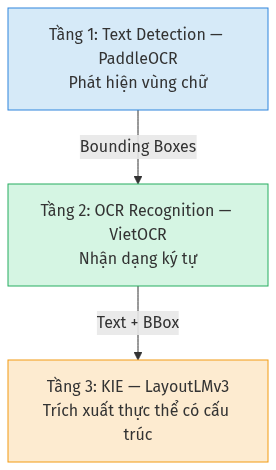 Tầng 1: Text Detection —
PaddleOCR
Phát hiện vùng chữ
Bounding Boxes
Tầng 2: OCR Recognition —
VietOCR
Nhận dạng ký tự
Text + BBox
Tầng 3: KIE — LayoutLMv3
Trích xuất thực thể có cấu
trúc